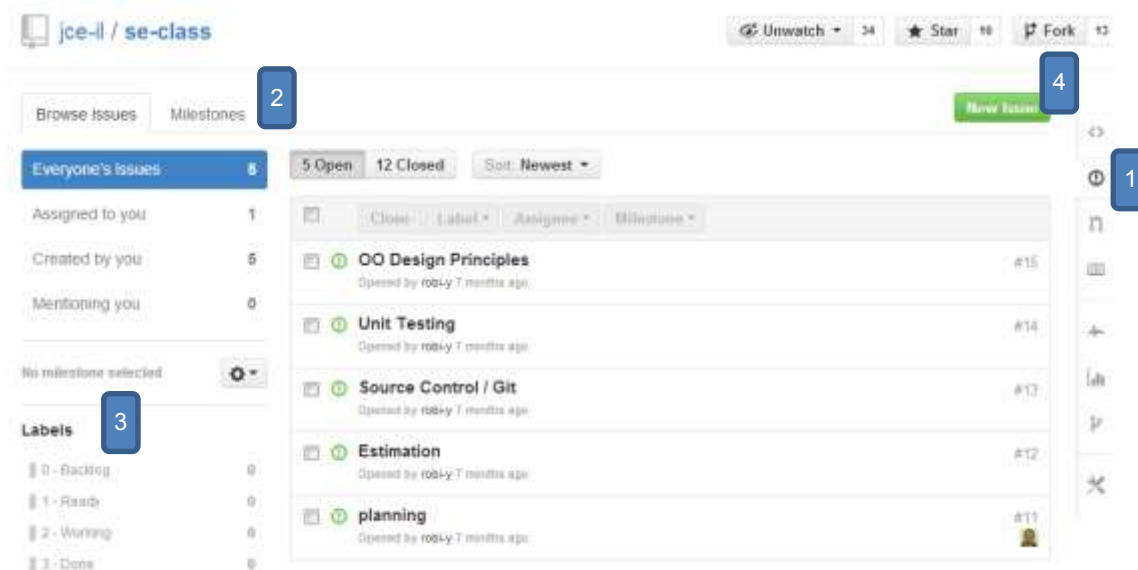 jce-il / se-class
Unwatch 34 Star 10 Fork 13
Browse Issues Milestones 2 New Issue 4
Everyone's Issues 5 5 Open 12 Closed Sort: Newest 1
Assigned to you 1 Close Label Assignee Milestone
Created by you 5 OO Design Principles #15
Opened by robi-y 7 months ago
Mentioning you 0
Unit Testing #14
Opened by robi-y 7 months ago
No milestone selected
Source Control / Git #13
Opened by robi-y 7 months ago
Labels 3
Estimation #12
Opened by robi-y 7 months ago
0 - Backlog 0
1 - Ready 0
planning #11
2 - Working 0 Opened by robi-y 7 months ago
3 - Done 0